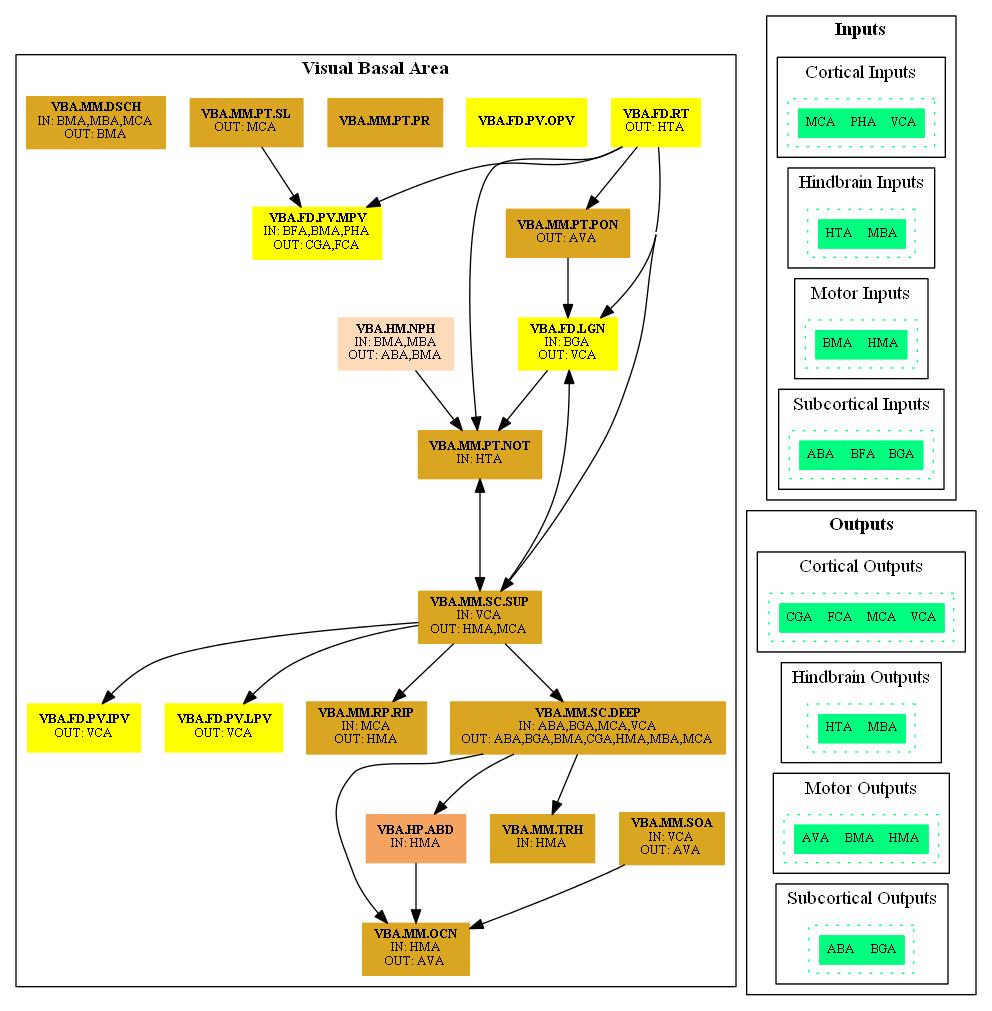 Visual Basal Area
VBA.MM.DSCH
IN: BMA,MBA,MCA
OUT: BMA
VBA.MM.PT.SL
OUT: MCA
VBA.MM.PT.PR
VBA.FD.PV.OPV
VBA.FD.RT
OUT: HTA
VBA.FD.PV.MPV
IN: BFA,BMA,PHA
OUT: CGA,FCA
VBA.MM.PT.PON
OUT: AVA
VBA.HM.NPH
IN: BMA,MBA
OUT: ABA,BMA
VBA.FD.LGN
IN: BGA
OUT: VCA
VBA.MM.PT.NOT
IN: HTA
VBA.MM.SC.SUP
IN: VCA
OUT: HMA,MCA
VBA.FD.PV.IPV
OUT: VCA
VBA.FD.PV.LPV
OUT: VCA
VBA.MM.RP.RIP
IN: MCA
OUT: HMA
VBA.MM.SC.DEEP
IN: ABA,BGA,MCA,VCA
OUT: ABA,BGA,BMA,CGA,HMA,MBA,MCA
VBA.HP.ABD
IN: HMA
VBA.MM.TRH
IN: HMA
VBA.MM.SOA
IN: VCA
OUT: AVA
VBA.MM.OCN
IN: HMA
OUT: AVA
Inputs
Cortical Inputs
MCA PHA VCA
Hindbrain Inputs
HTA MBA
Motor Inputs
BMA HMA
Subcortical Inputs
ABA BFA BGA
Outputs
Cortical Outputs
CGA FCA MCA VCA
Hindbrain Outputs
HTA MBA
Motor Outputs
AVA BMA HMA
Subcortical Outputs
ABA BGA